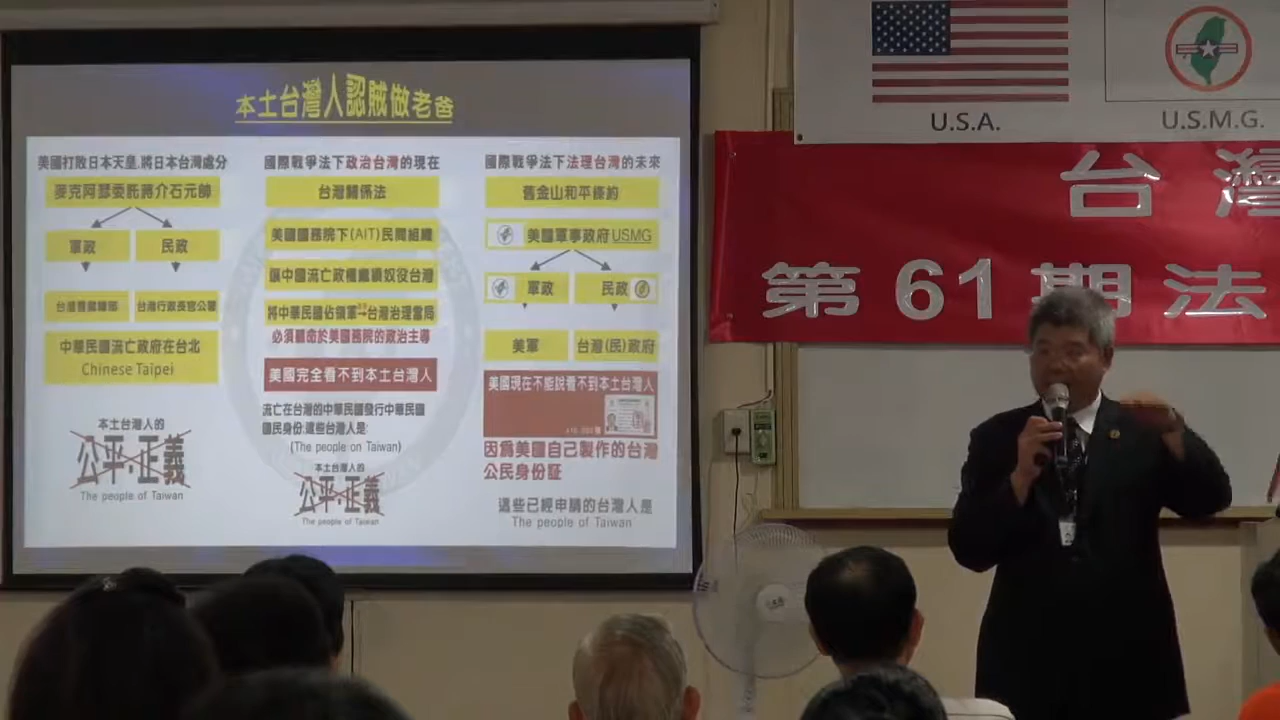 本土台灣人認賊做老爸
美國打敗日本天皇,將日本台灣處分
麥克阿瑟委託蔣介石元帥
軍政
民政
台灣警備總部
台灣行政長官公署
中華民國流亡政府在台北
Chinese Taipei
本土台灣人的
公平.正義
The people of Taiwan
國際戰爭法下政治台灣的現在
台灣關係法
美國國務院下(AIT)民間組織
讓中國流亡政權繼續奴役台灣
將中華民國佔領軍 台灣治理當局
必須聽命於美國務院的政治主導
美國完全看不到本土台灣人
流亡在台灣的中華民國發行中華民國
國民身份,這些台灣人是:
(The people on Taiwan)
本土台灣人的
公平.正義
The people of Taiwan
國際戰爭法下法理台灣的未來
舊金山和平條約
美國軍事政府USMG
軍政
民政
美軍
台灣(民)政府
美國現在不能說看不到本土台灣人
因為美國自己製作的台灣
公民身份証
這些已經申請的台灣人是
The people of Taiwan
U.S.A.
U.S.M.G.
台灣
第61期法